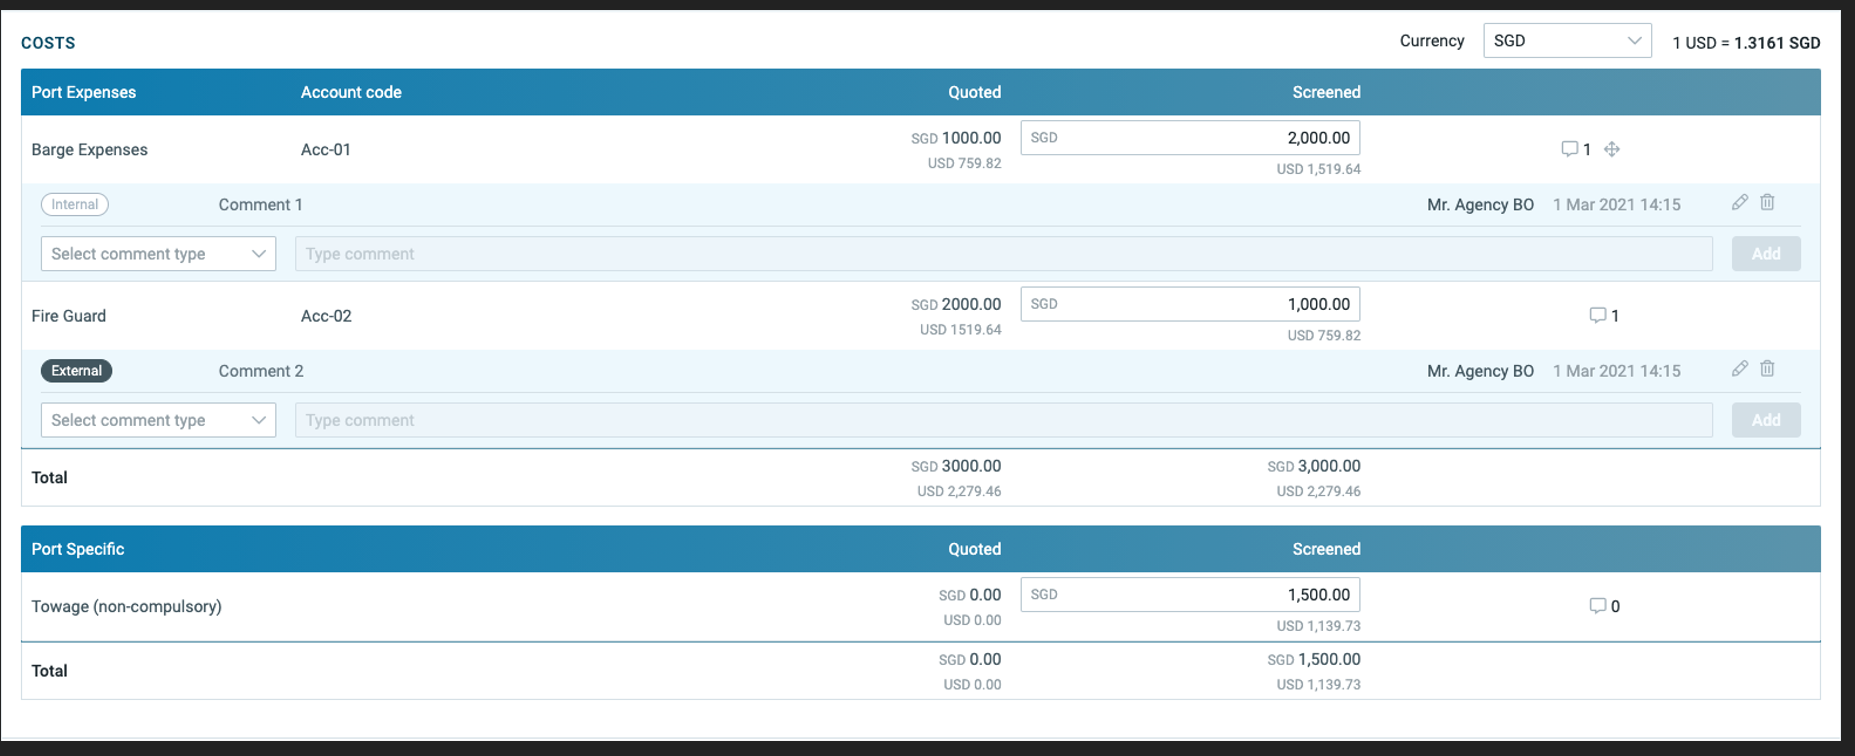 COSTS Currency SGD 1 USD = 1.3161 SGD
Port Expenses Account code Quoted Screened
Barge Expenses Acc-01 SGD 1000.00 SGD 2,000.00 1
USD 759.82 USD 1,519.64
Internal Comment 1 Mr. Agency BO 1 Mar 2021 14:15
Select comment type Type comment Add
Fire Guard Acc-02 SGD 2000.00 SGD 1,000.00 1
USD 1519.64 USD 759.82
External Comment 2 Mr. Agency BO 1 Mar 2021 14:15
Select comment type Type comment Add
Total SGD 3000.00 SGD 3,000.00
USD 2,279.46 USD 2,279.46
Port Specific Quoted Screened
Towage (non-compulsory) SGD 0.00 SGD 1,500.00 0
USD 0.00 USD 1,139.73
Total SGD 0.00 SGD 1,500.00
USD 0.00 USD 1,139.73